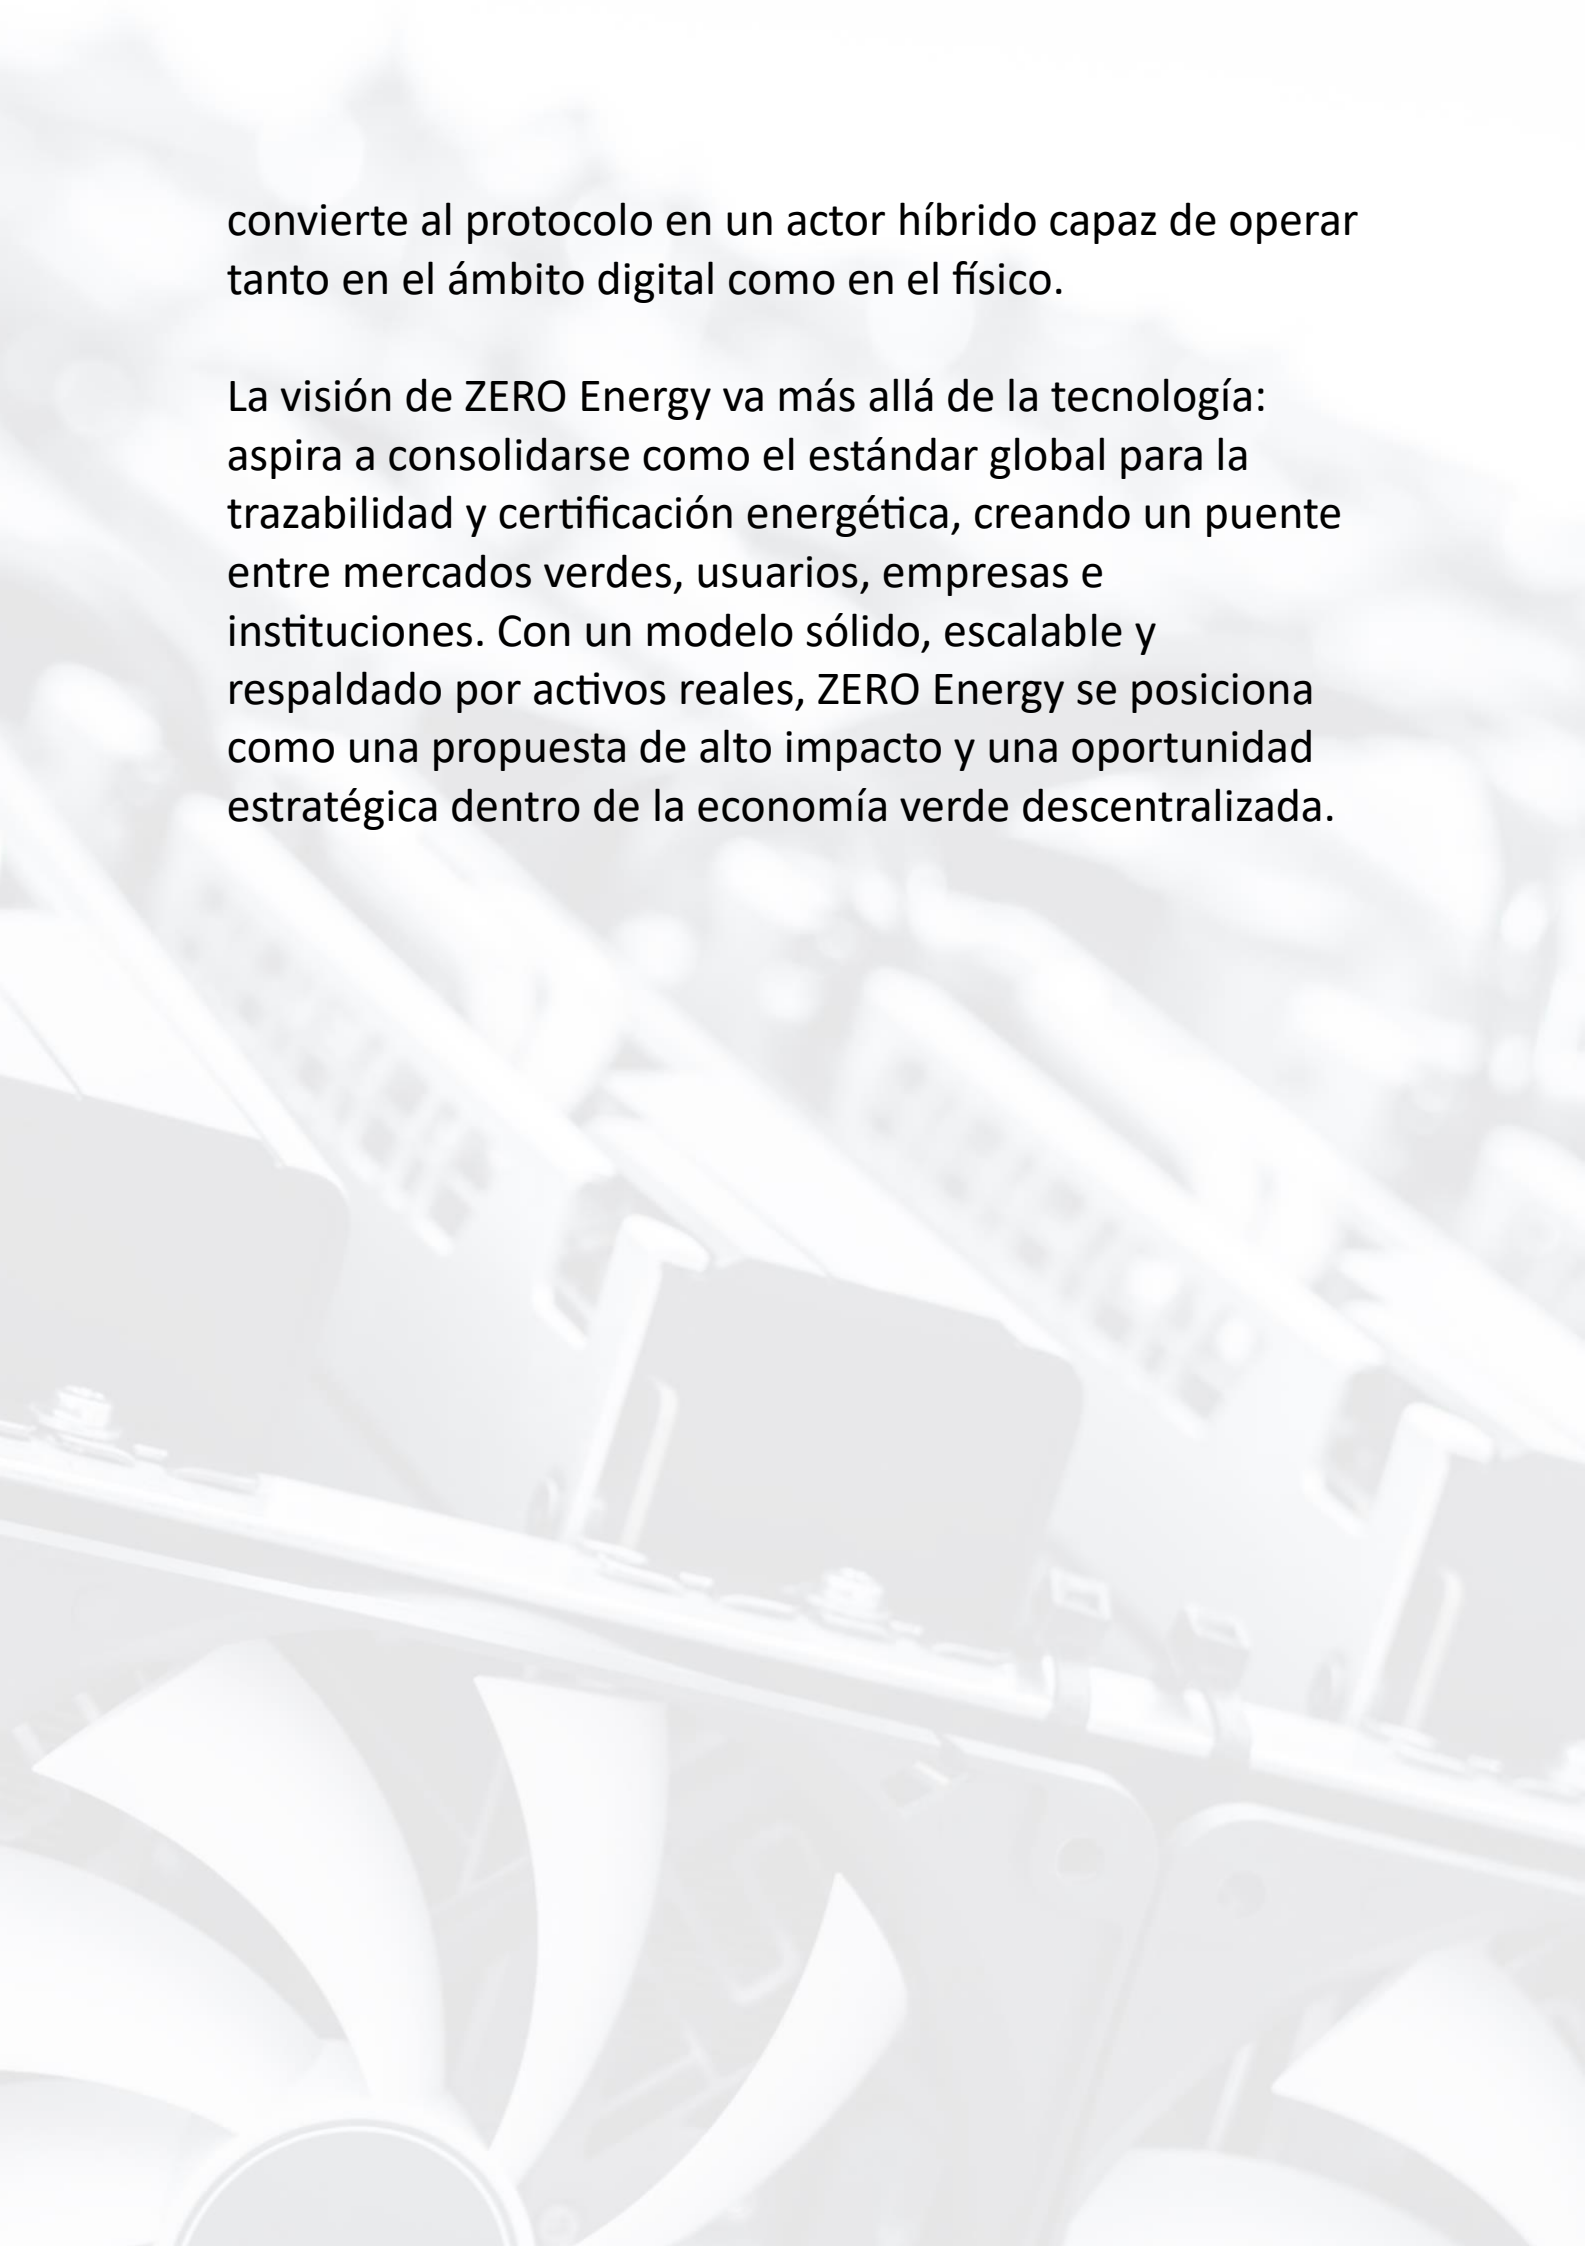 convierte al protocolo en un actor híbrido capaz de operar
tanto en el ámbito digital como en el físico.
La visión de ZERO Energy va más allá de la tecnología:
aspira a consolidarse como el estándar global para la
trazabilidad y certificación energética, creando un puente
entre mercados verdes, usuarios, empresas e
instituciones. Con un modelo sólido, escalable y
respaldado por activos reales, ZERO Energy se posiciona
como una propuesta de alto impacto y una oportunidad
estratégica dentro de la economía verde descentralizada.